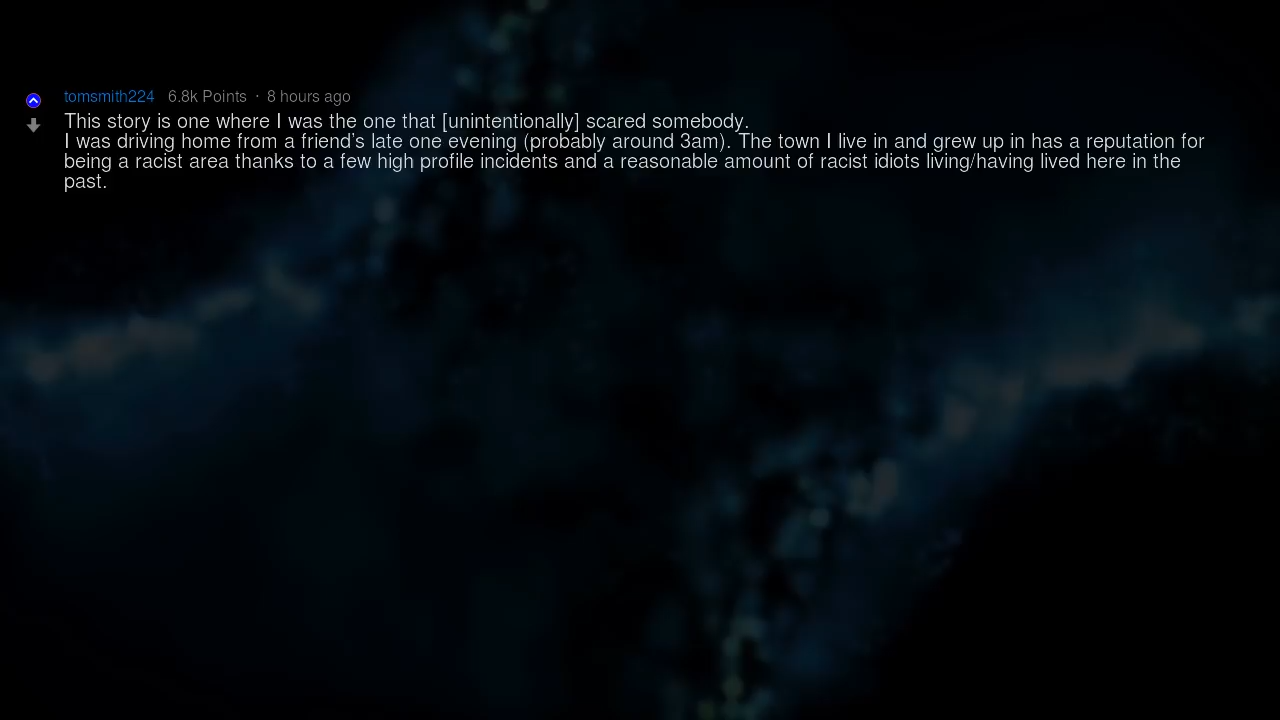 tomsmith224 6.8k Points · 8 hours ago
This story is one where I was the one that [unintentionally] scared somebody.
I was driving home from a friend's late one evening (probably around 3am). The town I live in and grew up in has a reputation for
being a racist area thanks to a few high profile incidents and a reasonable amount of racist idiots living/having lived here in the
past.